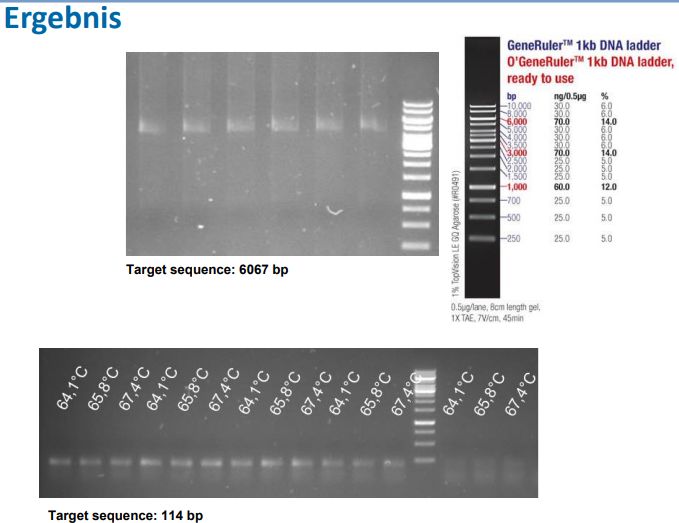 Ergebnis
GeneRuler™ 1kb DNA ladder
O'GeneRuler™ 1kb DNA ladder,
ready to use
bp ng/0.5µg %
10,000 30.0 6.0
8,000 30.0 6.0
6,000 70.0 14.0
5,000 30.0 6.0
4,000 30.0 6.0
3,500 30.0 6.0
3,000 70.0 14.0
2,500 25.0 5.0
2,000 25.0 5.0
1,500 25.0 5.0
1,000 60.0 12.0
700 25.0 5.0
500 25.0 5.0
250 25.0 5.0
1% TopVision LE GQ Agarose (#R0491)
0.5µg/lane, 8cm length gel,
1X TAE, 7V/cm, 45min
Target sequence: 6067 bp
64,1°C 65,8°C 67,4°C 64,1°C 65,8°C 67,4°C 64,1°C 65,8°C 67,4°C 64,1°C 65,8°C 67,4°C 64,1°C 65,8°C 67,4°C
Target sequence: 114 bp